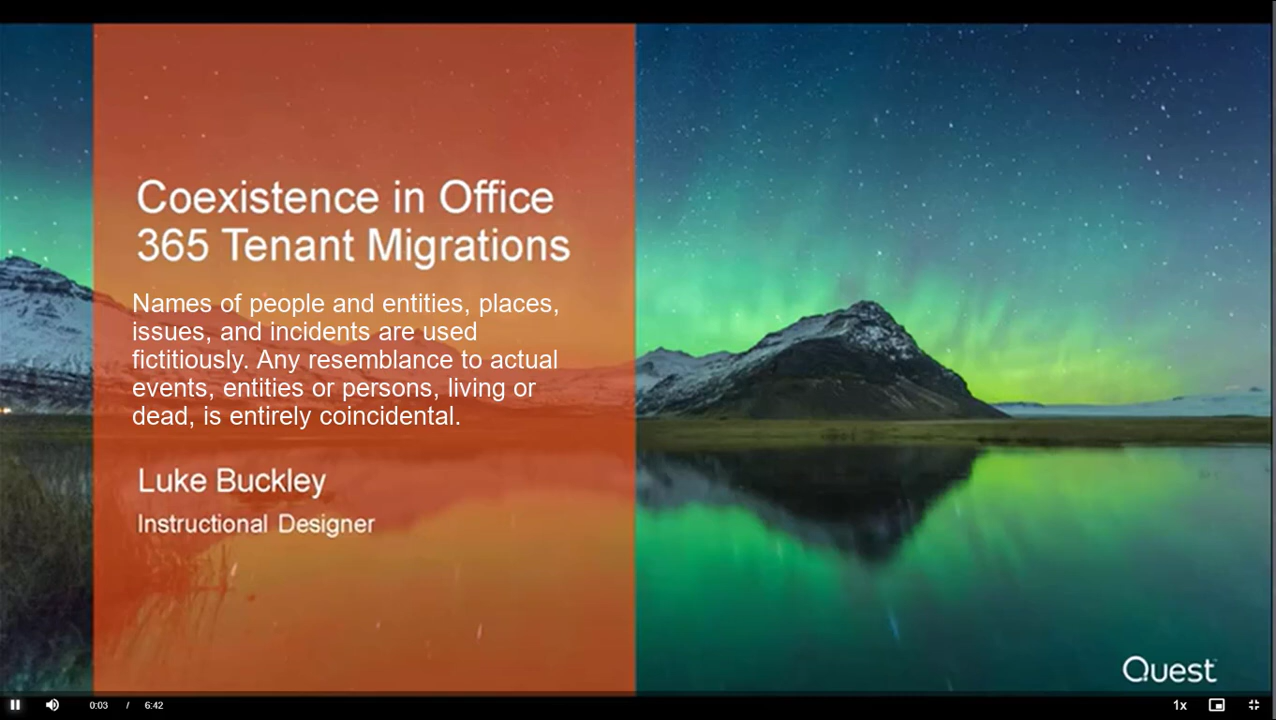 Coexistence in Office
365 Tenant Migrations
Names of people and entities, places,
issues, and incidents are used
fictitiously. Any resemblance to actual
events, entities or persons, living or
dead, is entirely coincidental.
Luke Buckley
Instructional Designer
Quest
0:03 / 6:42
1x